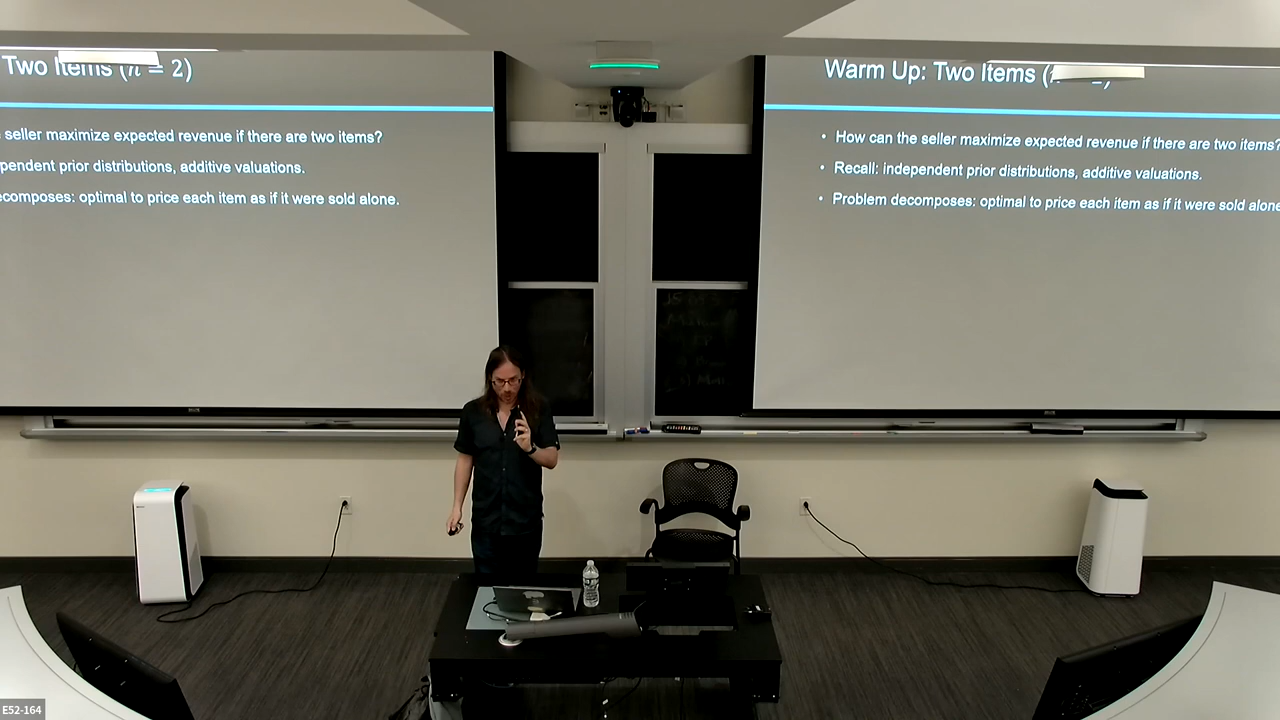 Two Items (n = 2)
seller maximize expected revenue if there are two items?
pendent prior distributions, additive valuations.
ecomposes: optimal to price each item as if it were sold alone.
Warm Up: Two Items (
• How can the seller maximize expected revenue if there are two items?
• Recall: independent prior distributions, additive valuations.
• Problem decomposes: optimal to price each item as if it were sold alone
E52-164